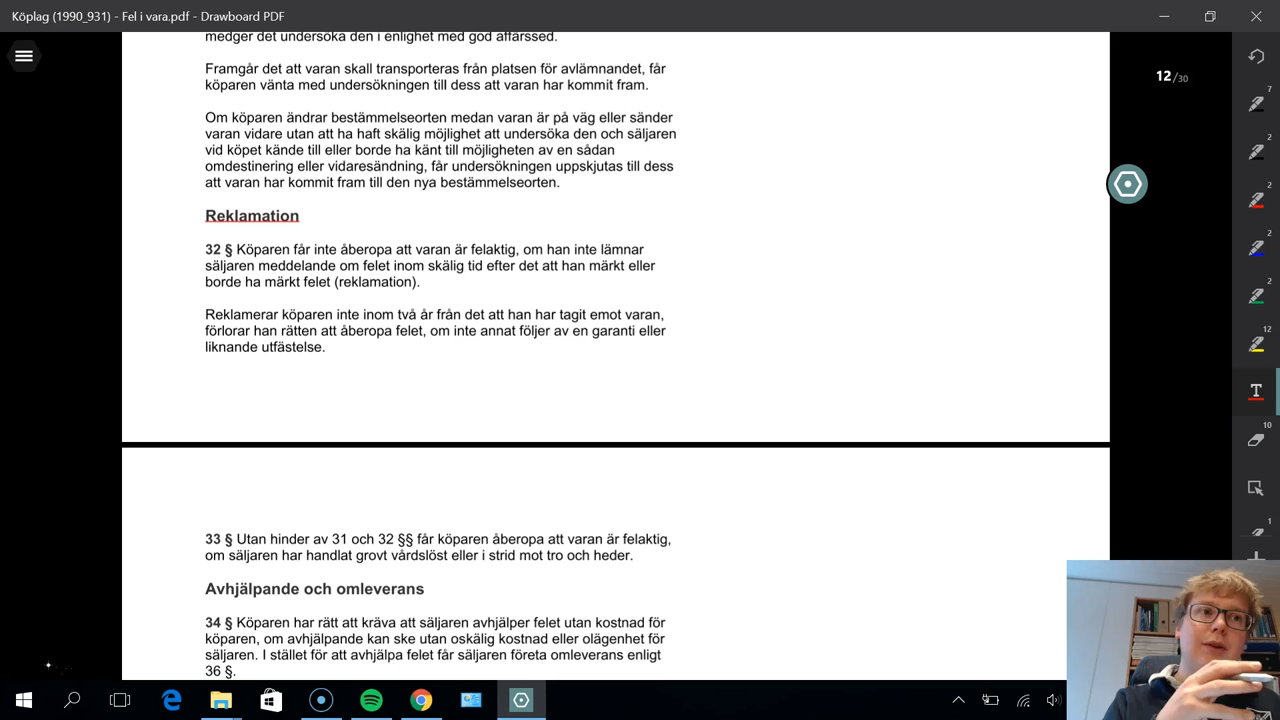 Köplag (1990_931) - Fel i vara.pdf - Drawboard PDF
medger det undersöka den i enlighet med god affärssed.
12/30
Framgår det att varan skall transporteras från platsen för avlämnandet, får
köparen vänta med undersökningen till dess att varan har kommit fram.
Om köparen ändrar bestämmelseorten medan varan är på väg eller sänder
varan vidare utan att ha haft skälig möjlighet att undersöka den och säljaren
vid köpet kände till eller borde ha känt till möjligheten av en sådan
omdestinering eller vidaresändning, får undersökningen uppskjutas till dess
att varan har kommit fram till den nya bestämmelseorten.
Reklamation
32 § Köparen får inte åberopa att varan är felaktig, om han inte lämnar
säljaren meddelande om felet inom skälig tid efter det att han märkt eller
borde ha märkt felet (reklamation).
Reklamerar köparen inte inom två år från det att han har tagit emot varan,
förlorar han rätten att åberopa felet, om inte annat följer av en garanti eller
liknande utfästelse.
33 § Utan hinder av 31 och 32 §§ får köparen åberopa att varan är felaktig,
om säljaren har handlat grovt vårdslöst eller i strid mot tro och heder.
Avhjälpande och omleverans
34 § Köparen har rätt att kräva att säljaren avhjälper felet utan kostnad för
köparen, om avhjälpande kan ske utan oskälig kostnad eller olägenhet för
säljaren. I stället för att avhjälpa felet får säljaren företa omleverans enligt
36 §.
7
2
2
2
2
12
T
10
1